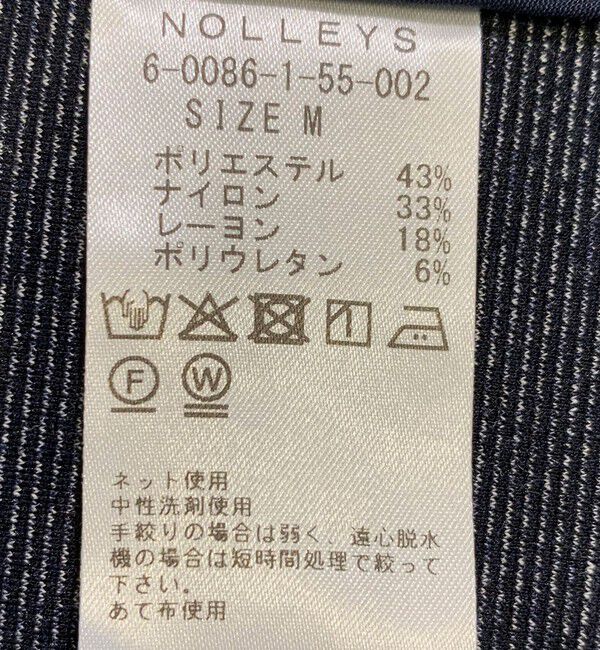 NOLLEYS
6-0086-1-55-002
SIZE M
ポリエステル 43%
ナイロン 33%
レーヨン 18%
ポリウレタン 6%
F W
ネット使用
中性洗剤使用
手絞りの場合は弱く、遠心脱水
機の場合は短時間処理で絞って
下さい。
あて布使用